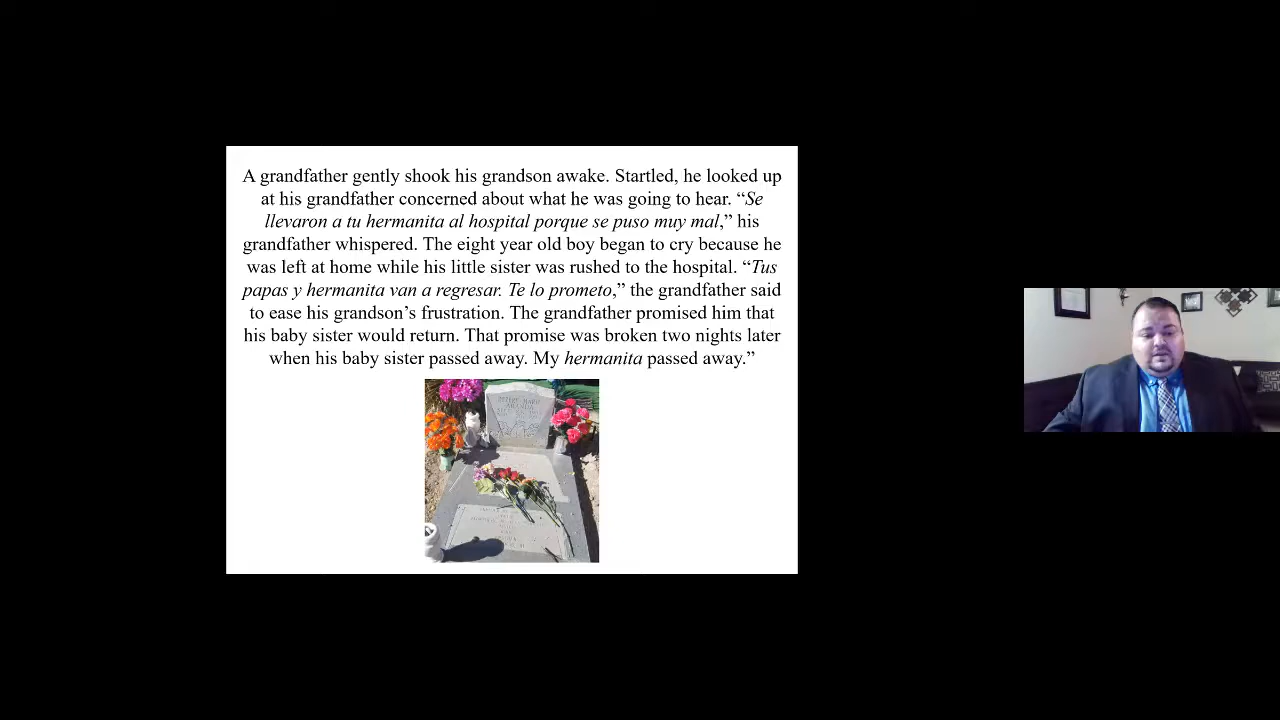 A grandfather gently shook his grandson awake. Startled, he looked up
at his grandfather concerned about what he was going to hear. “Se
llevaron a tu hermanita al hospital porque se puso muy mal,” his
grandfather whispered. The eight year old boy began to cry because he
was left at home while his little sister was rushed to the hospital. “Tus
papas y hermanita van a regresar. Te lo prometo,” the grandfather said
to ease his grandson’s frustration. The grandfather promised him that
his baby sister would return. That promise was broken two nights later
when his baby sister passed away. My hermanita passed away.”